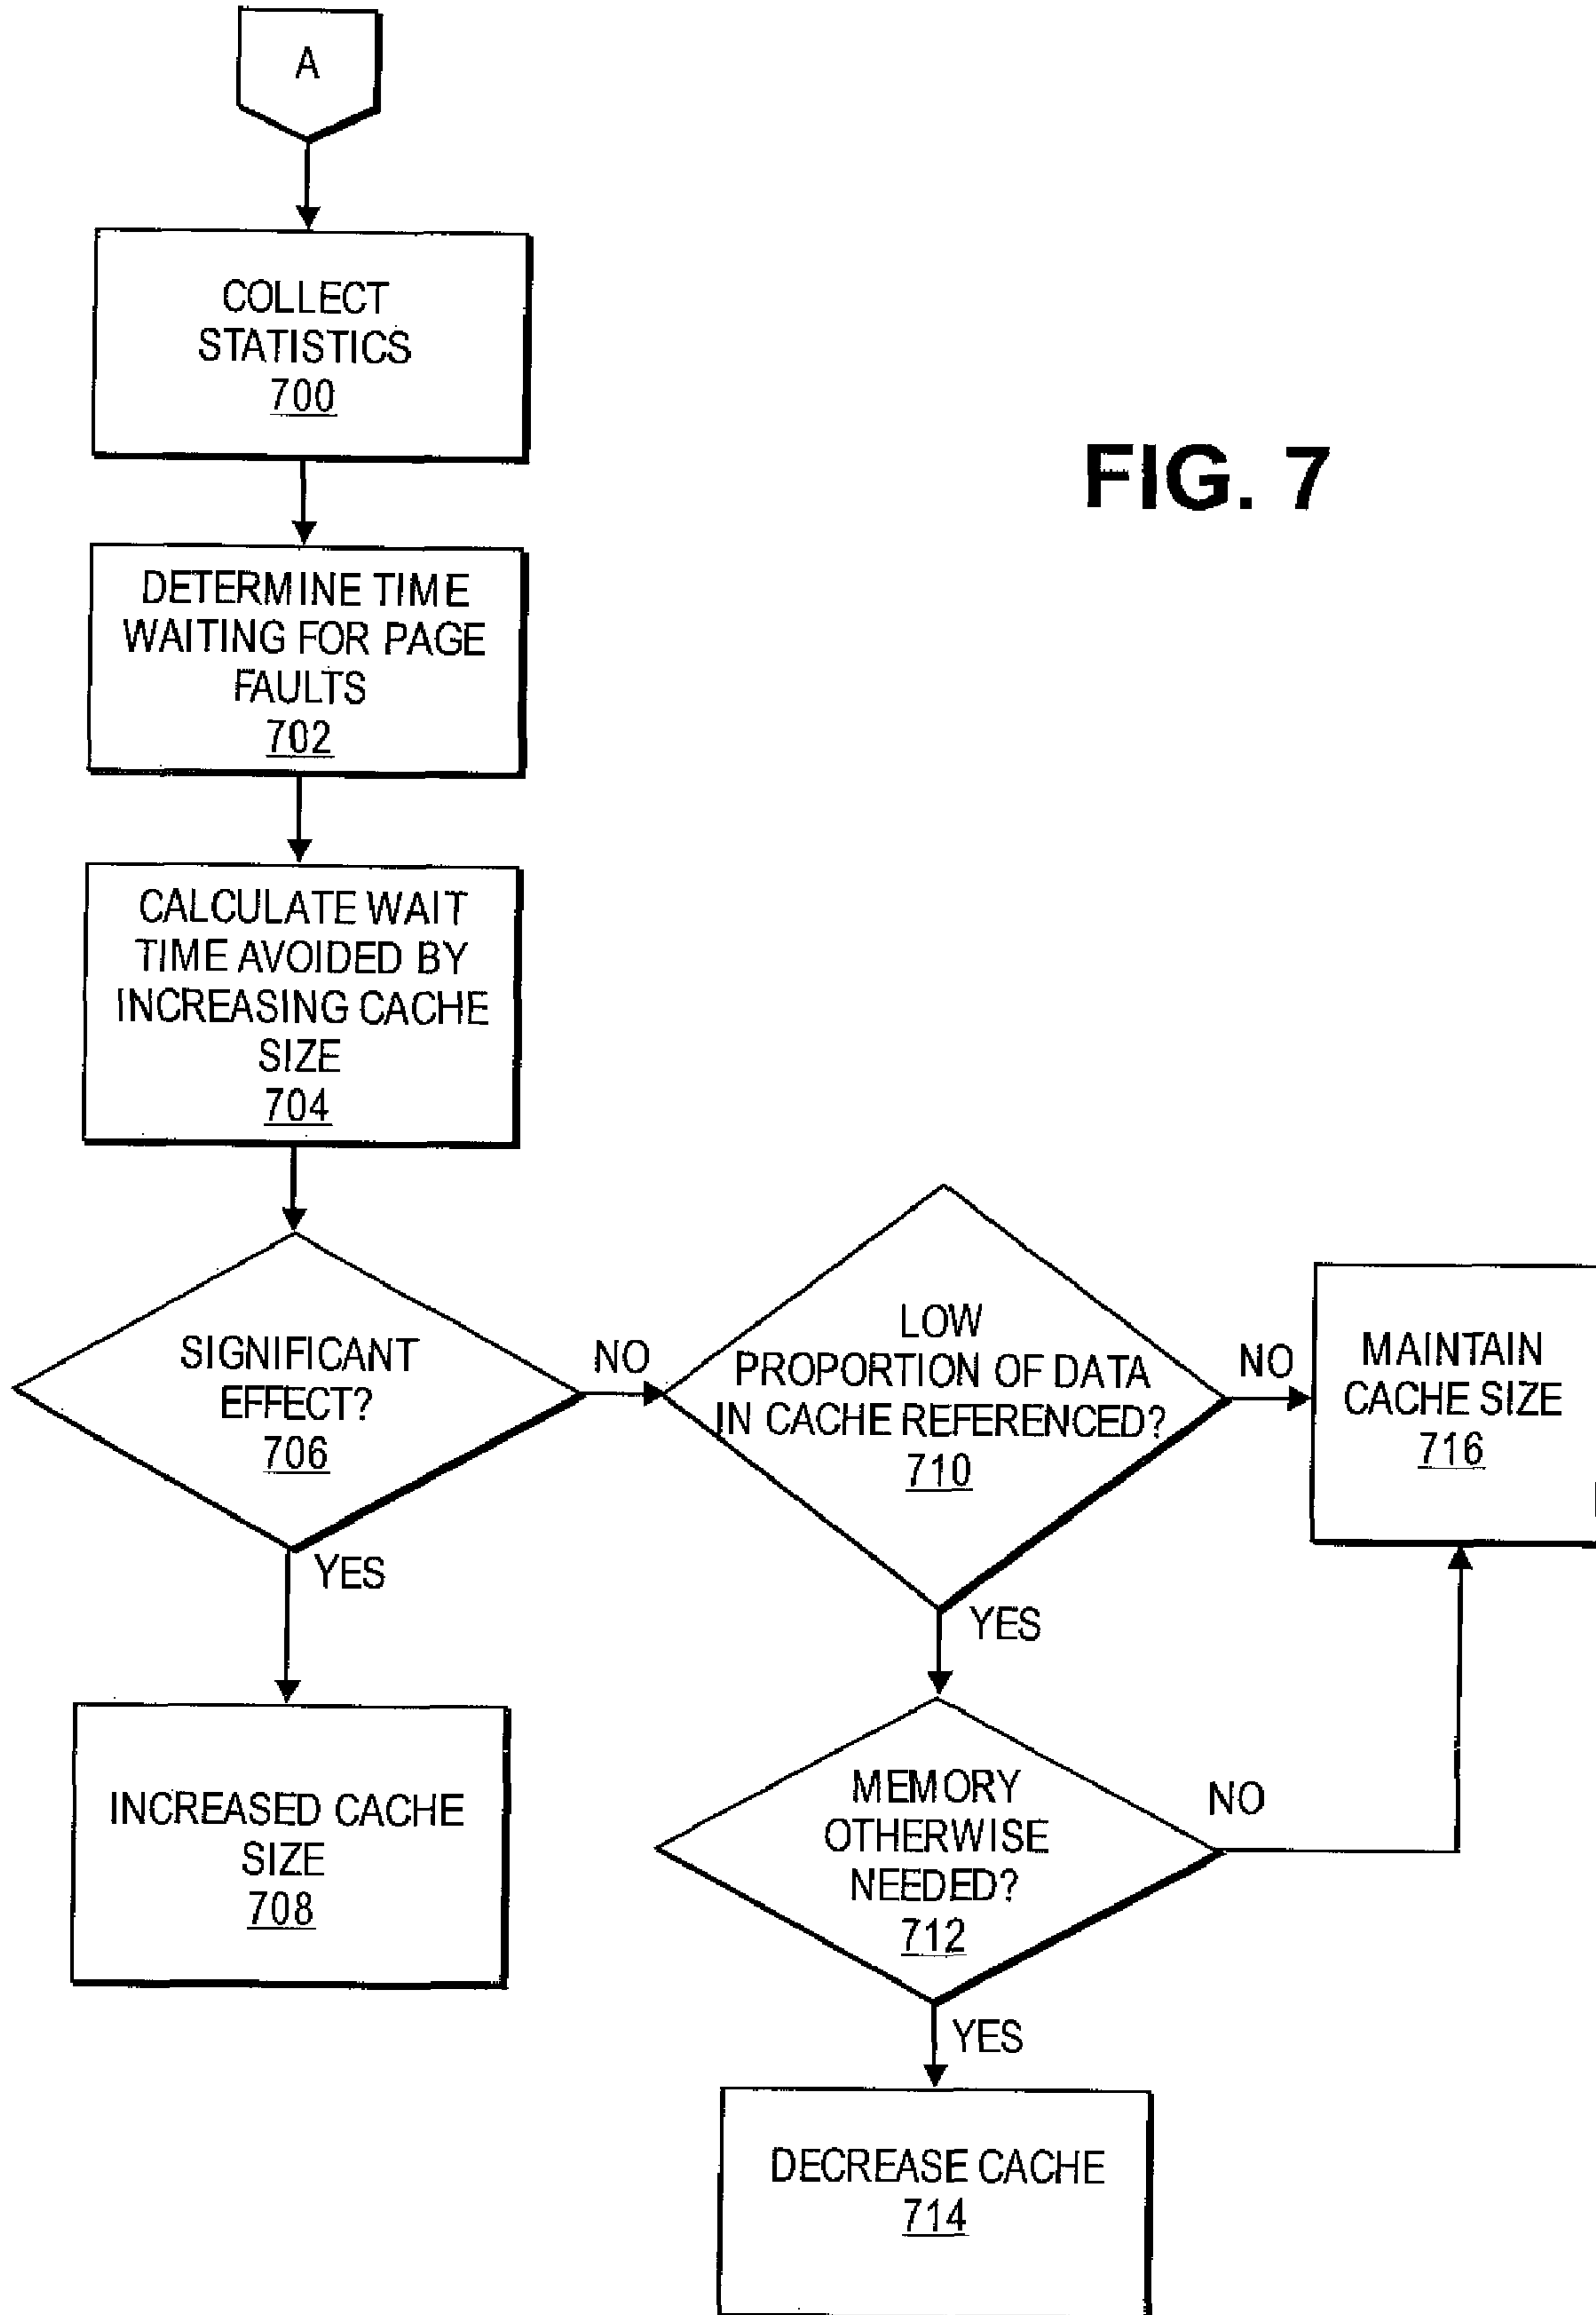 A
COLLECT
STATISTICS
700
FIG. 7
DETERMINE TIME
WAITING FOR PAGE
FAULTS
702
CALCULATE WAIT
TIME AVOIDED BY
INCREASING CACHE
SIZE
704
SIGNIFICANT
EFFECT?
706
NO
YES
LOW
PROPORTION OF DATA
IN CACHE REFERENCED?
710
NO
YES
MAINTAIN
CACHE SIZE
716
INCREASED CACHE
SIZE
708
MEMORY
OTHERWISE
NEEDED?
712
NO
YES
DECREASE CACHE
714